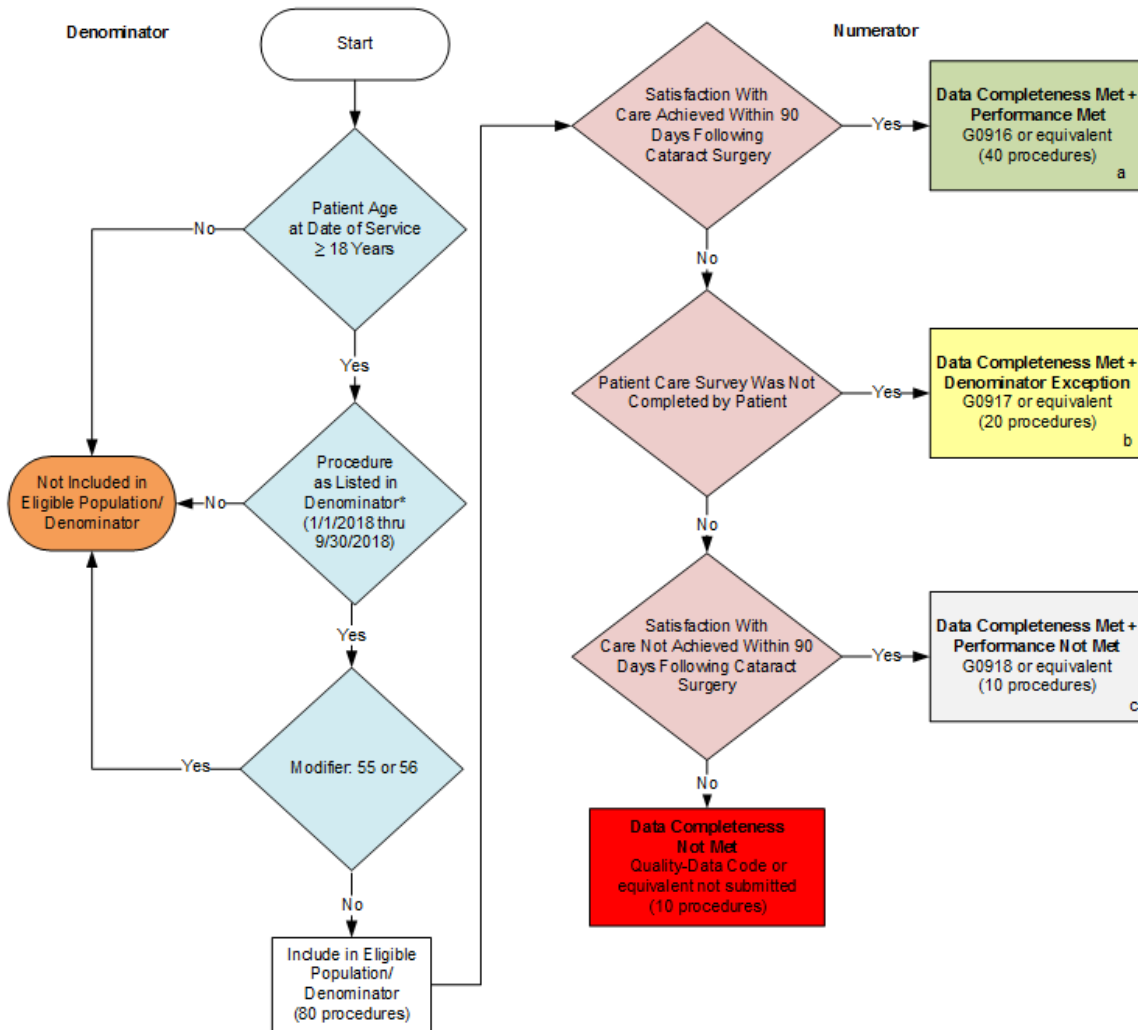 Denominator
Start
Patient Age
at Date of Service
≥ 18 Years
No
Yes
Procedure
as Listed in
Denominator*
(1/1/2018 thru
9/30/2018)
No
Not Included in
Eligible Population/
Denominator
Yes
Modifier: 55 or 56
Yes
No
Include in Eligible
Population/
Denominator
(80 procedures)
Numerator
Satisfaction With
Care Achieved Within 90
Days Following
Cataract Surgery
Yes
Data Completeness Met +
Performance Met
G0916 or equivalent
(40 procedures)
a
No
Patient Care Survey Was Not
Completed by Patient
Yes
Data Completeness Met +
Denominator Exception
G0917 or equivalent
(20 procedures)
b
No
Satisfaction With
Care Not Achieved Within 90
Days Following Cataract
Surgery
Yes
Data Completeness Met +
Performance Not Met
G0918 or equivalent
(10 procedures)
c
No
Data Completeness
Not Met
Quality-Data Code or
equivalent not submitted
(10 procedures)